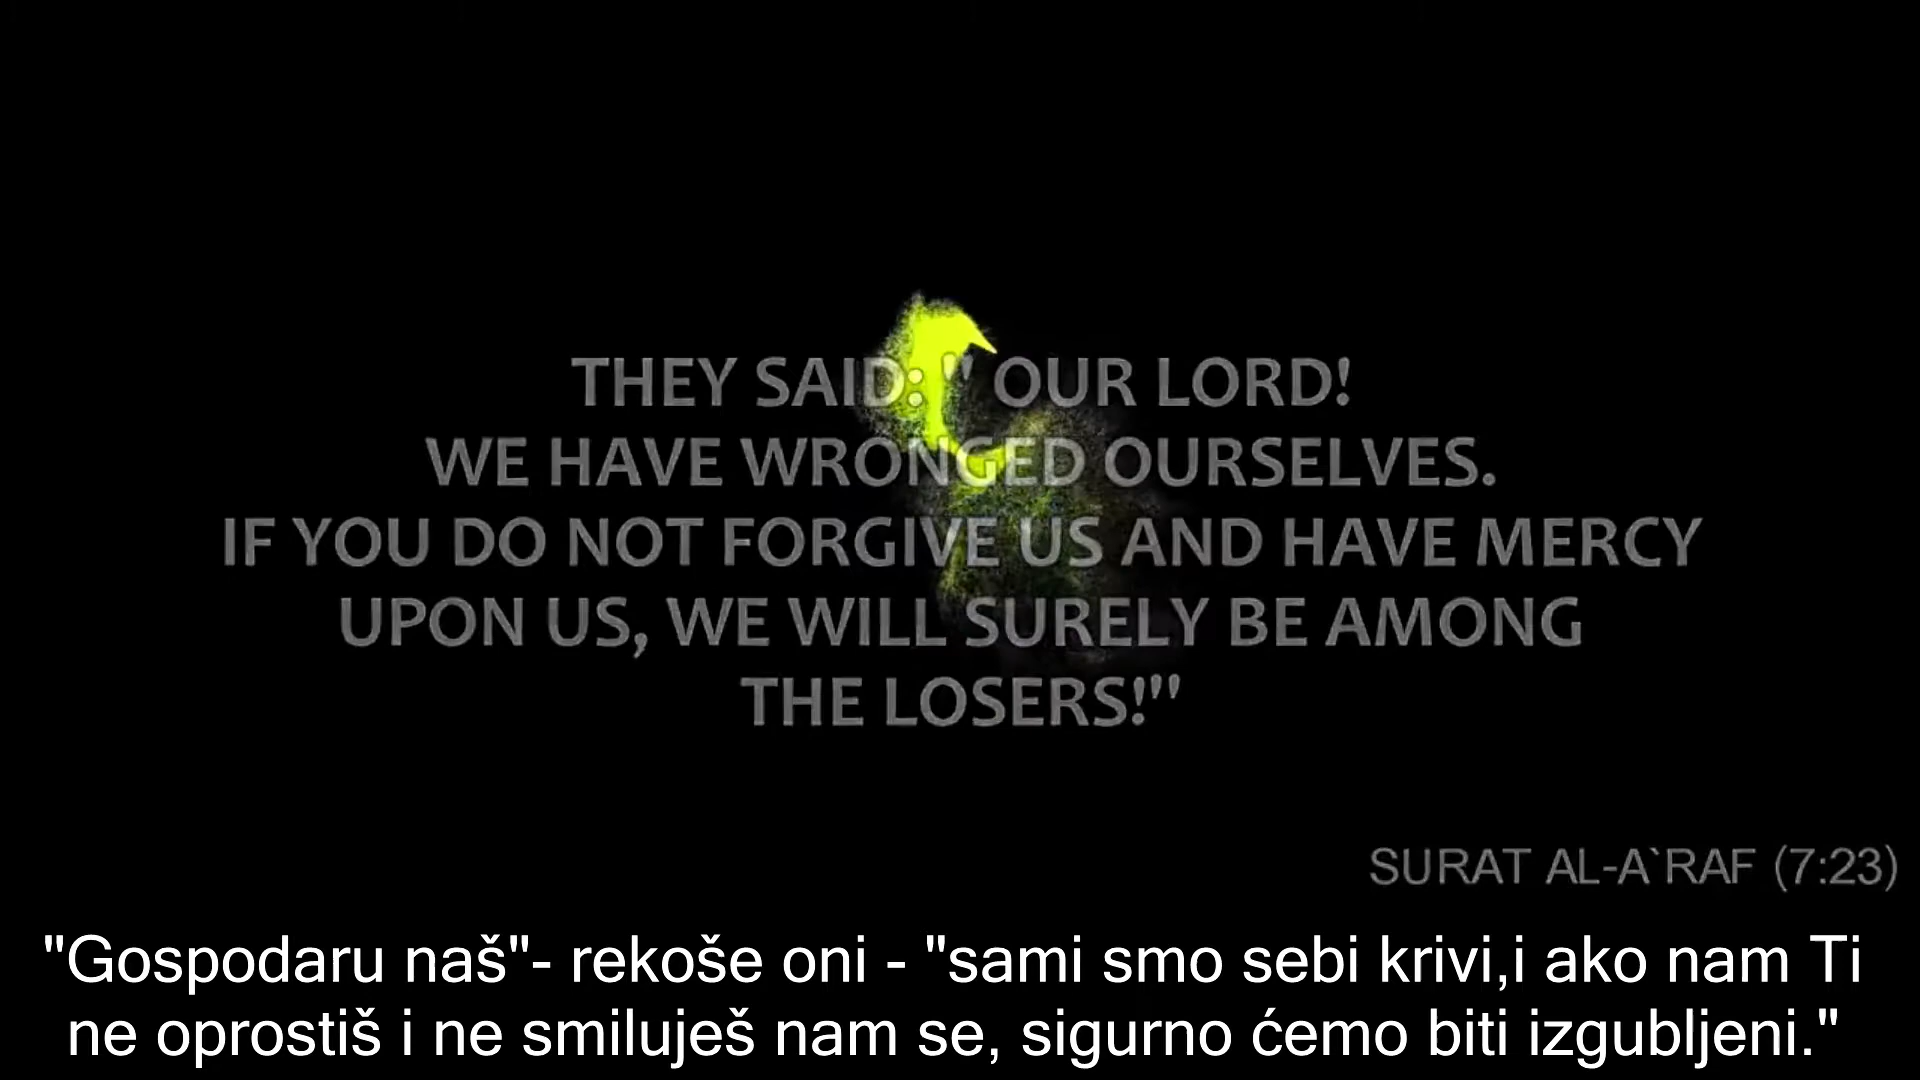 THEY SAID: " OUR LORD!
WE HAVE WRONGED OURSELVES.
IF YOU DO NOT FORGIVE US AND HAVE MERCY
UPON US, WE WILL SURELY BE AMONG
THE LOSERS!"
SURAT AL-A`RAF (7:23)
"Gospodaru naš"- rekoše oni - "sami smo sebi krivi,i ako nam Ti
ne oprostiš i ne smiluješ nam se, sigurno ćemo biti izgubljeni."